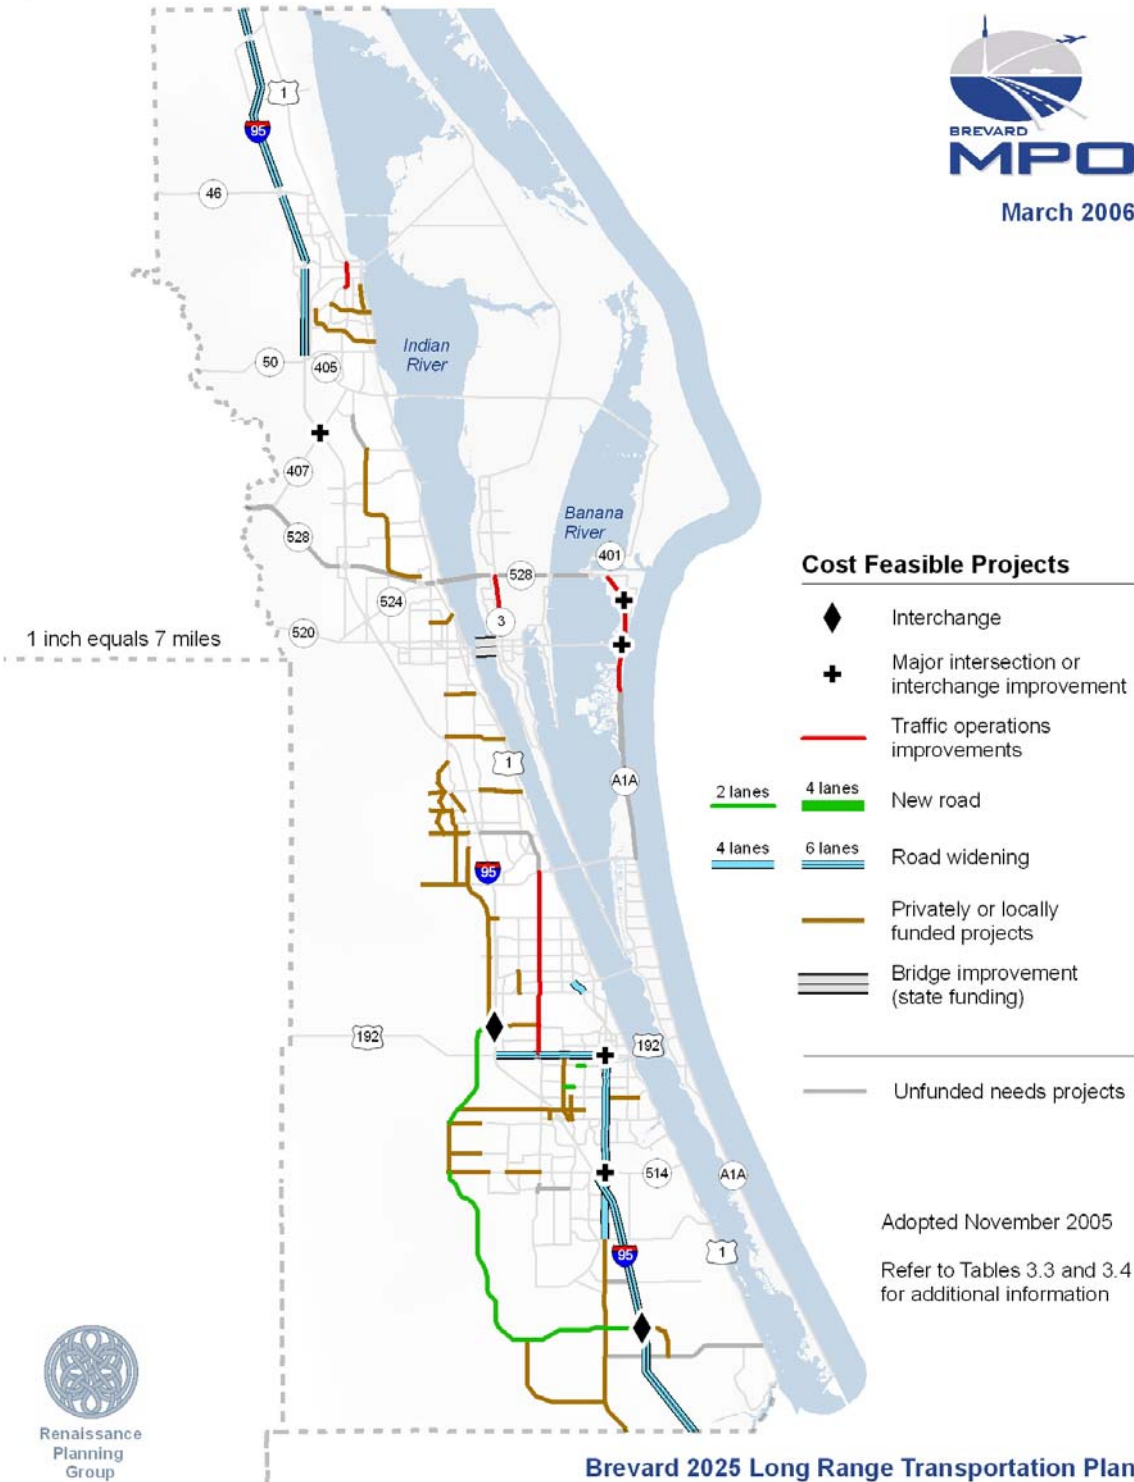 BREVARD
MPO
March 2006
1
95
46
50
405
Indian
River
407
528
Banana
River
401
528
524
3
520
1 inch equals 7 miles
1
A1A
95
192
192
514
A1A
95
1
Cost Feasible Projects
Interchange
Major intersection or
interchange improvement
Traffic operations
improvements
2 lanes 4 lanes New road
4 lanes 6 lanes Road widening
Privately or locally
funded projects
Bridge improvement
(state funding)
Unfunded needs projects
Adopted November 2005
Refer to Tables 3.3 and 3.4
for additional information
Renaissance
Planning
Group
Brevard 2025 Long Range Transportation Plan